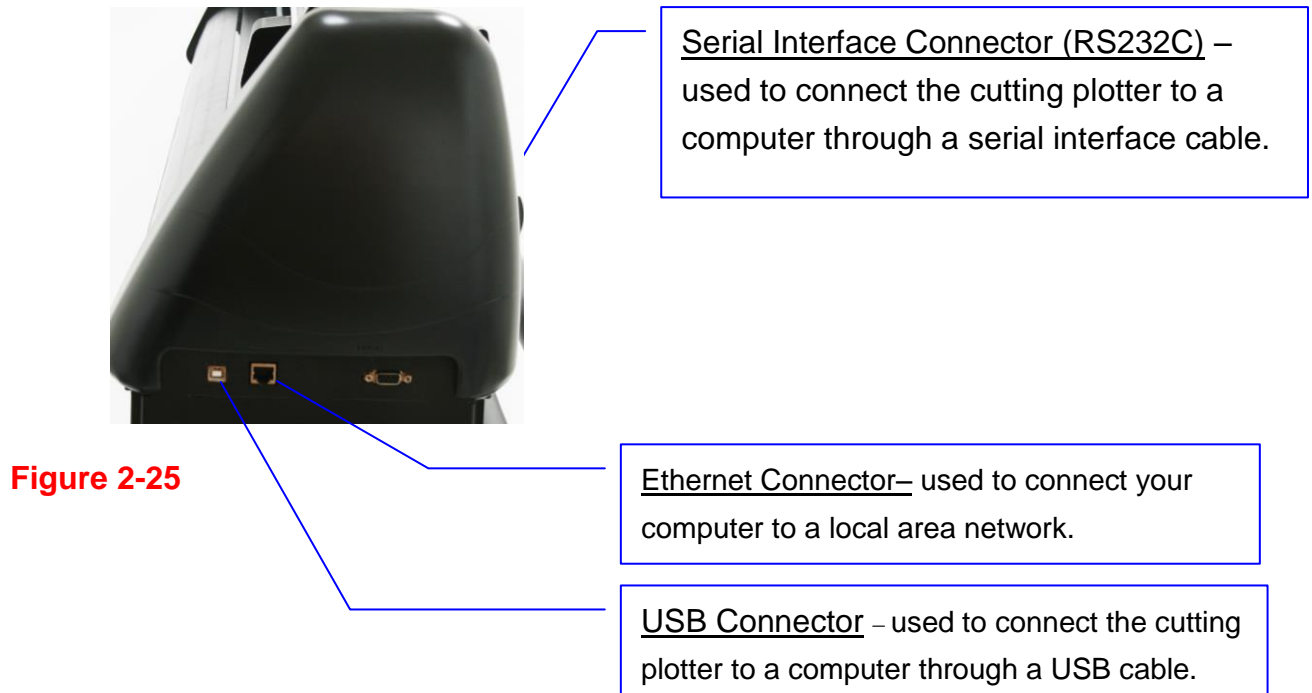 Serial Interface Connector (RS232C) –
used to connect the cutting plotter to a
computer through a serial interface cable.
Figure 2-25
Ethernet Connector– used to connect your
computer to a local area network.
USB Connector – used to connect the cutting
plotter to a computer through a USB cable.